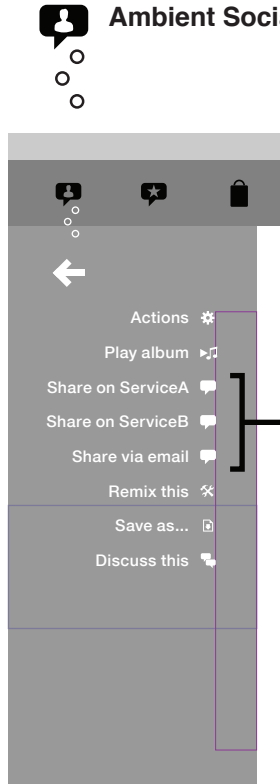 Ambient Soci
Actions
Play album
Share on ServiceA
Share on ServiceB
Share via email
Remix this
Save as...
Discuss this